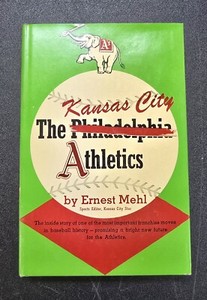 A
Kansas City
The Philadelphia
Athletics
by Ernest Mehl
Sports Editor, Kansas City Star
The inside story of one of the most important franchise moves
in baseball history—promising a bright new future
for the Athletics.